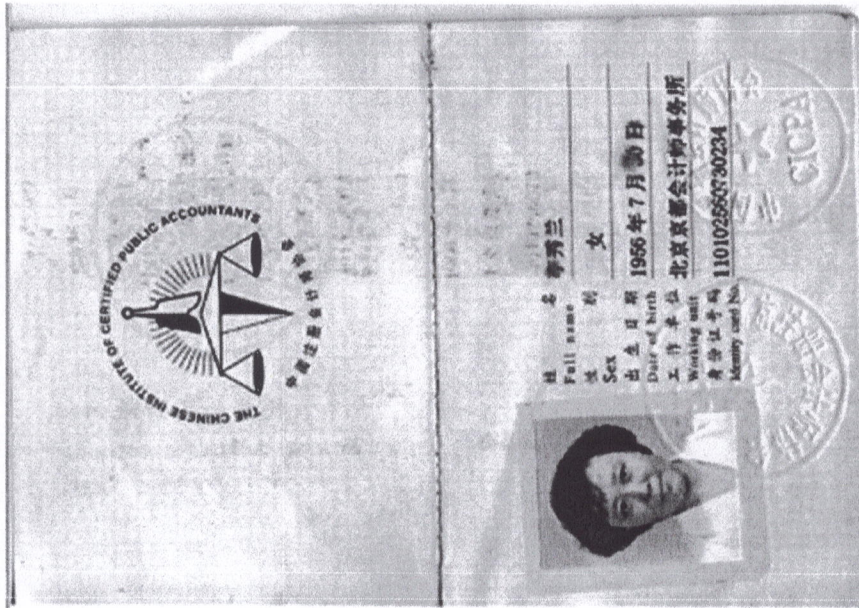 THE CHINESE INSTITUTE OF CERTIFIED PUBLIC ACCOUNTANTS
中国注册会计师协会
姓 名 秀兰
Full name
性 别 女
Sex
出生日期 1956年7月30日
Date of birth
工作单位 北京京都会计师事务所
Working unit
身份证号码 110102560730234
Identity card No.
CICPA